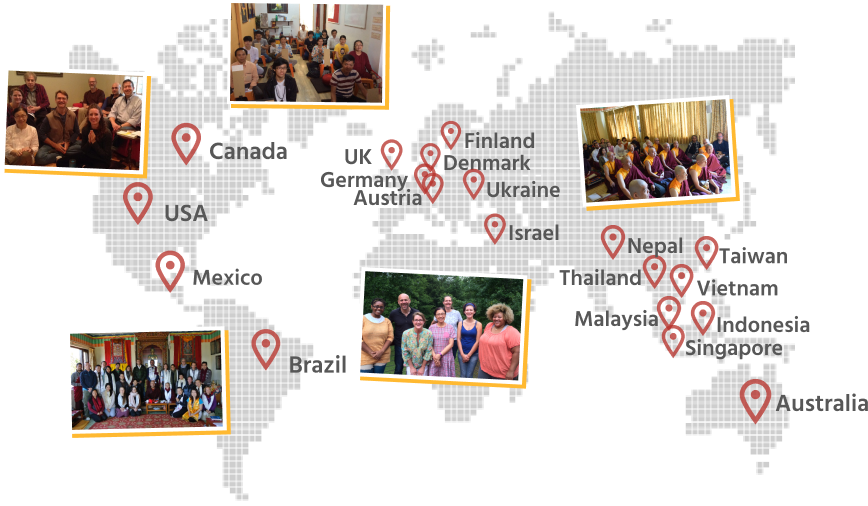 Canada
USA
Mexico
Brazil
UK
Finland
Denmark
Germany
Austria
Ukraine
Israel
Nepal
Taiwan
Thailand
Vietnam
Malaysia
Indonesia
Singapore
Australia